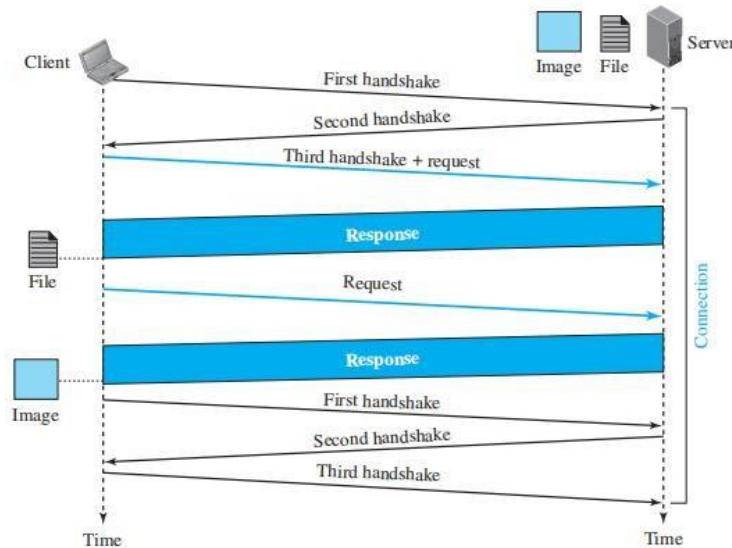 Client
Image
File
Server
First handshake
Second handshake
Third handshake + request
Response
File
Request
Connection
Response
Image
First handshake
Second handshake
Third handshake
Time
Time